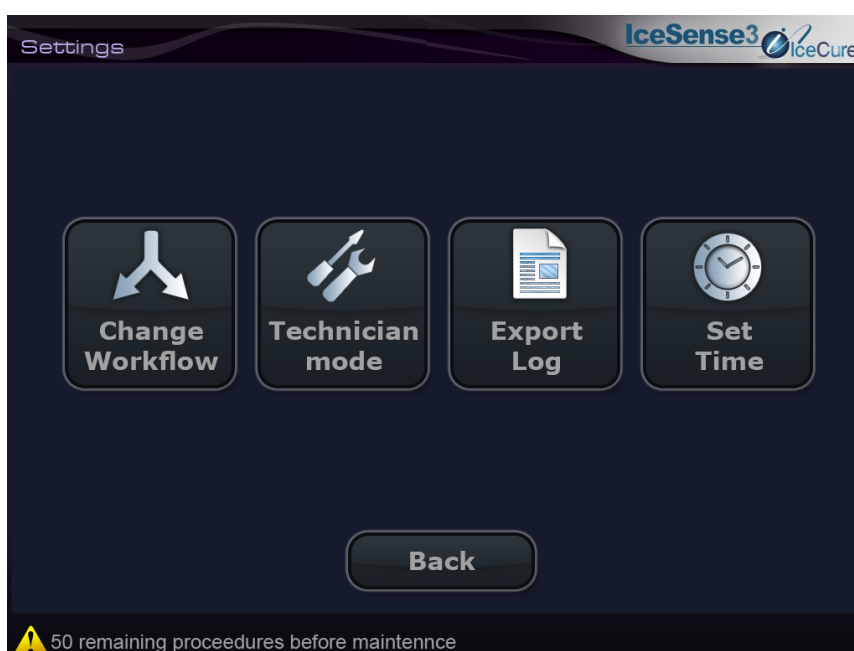 Settings
IceSense3
IceCure
Change
Workflow
Technician
mode
Export
Log
Set
Time
Back
50 remaining proceedures before maintennce